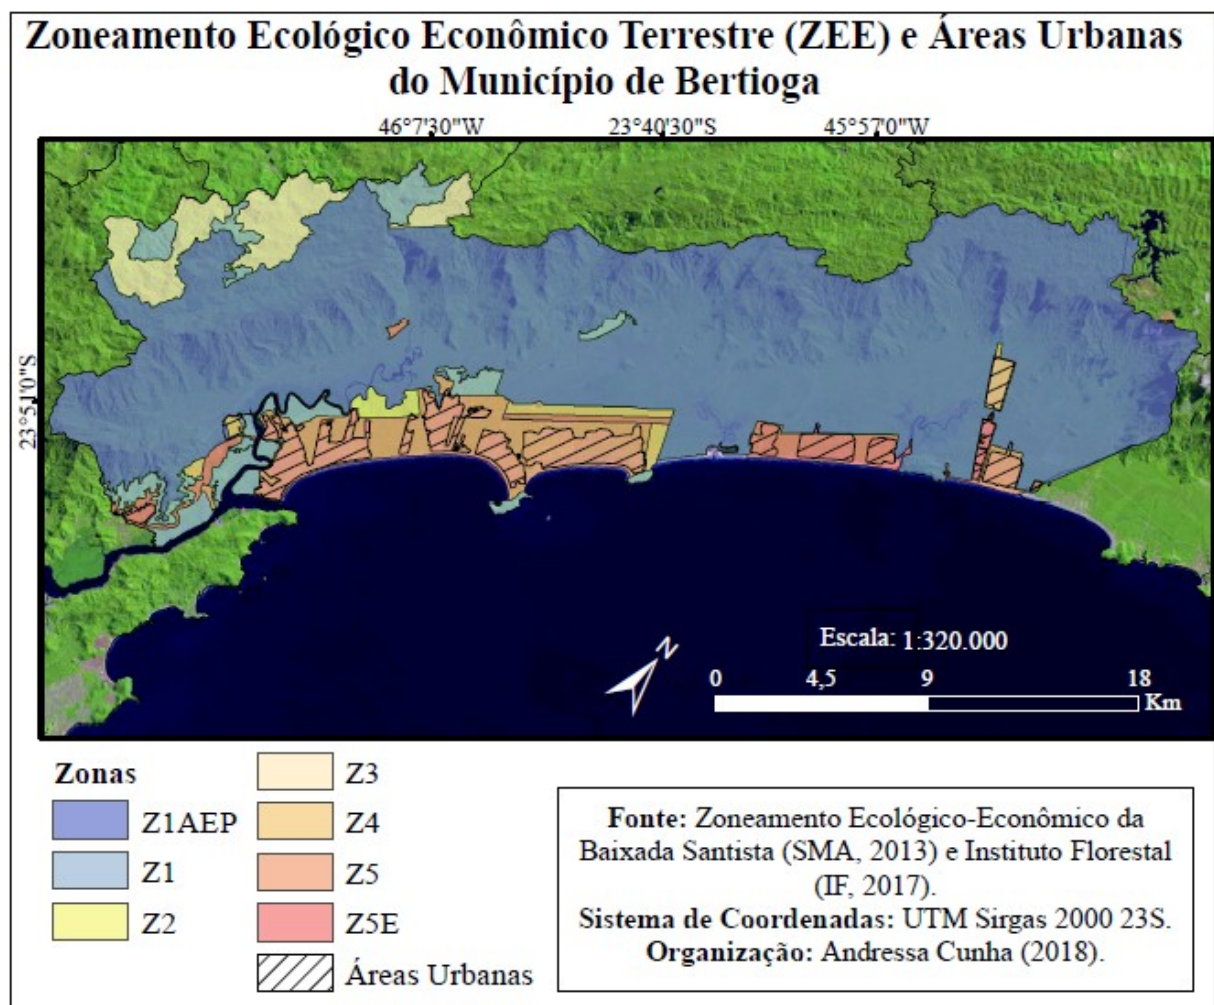 Zoneamento Ecológico Econômico Terrestre (ZEE) e Áreas Urbanas
do Município de Bertioga
46°7'30"W
23°40'30"S
45°57'0"W
23°51'0"S
N
Escala: 1:320.000
0 4,5 9 18
Km
Zonas
Z1AEP
Z1
Z2
Z3
Z4
Z5
Z5E
Áreas Urbanas
Fonte: Zoneamento Ecológico-Econômico da
Baixada Santista (SMA, 2013) e Instituto Florestal
(IF, 2017).
Sistema de Coordenadas: UTM Sirgas 2000 23S.
Organização: Andressa Cunha (2018).